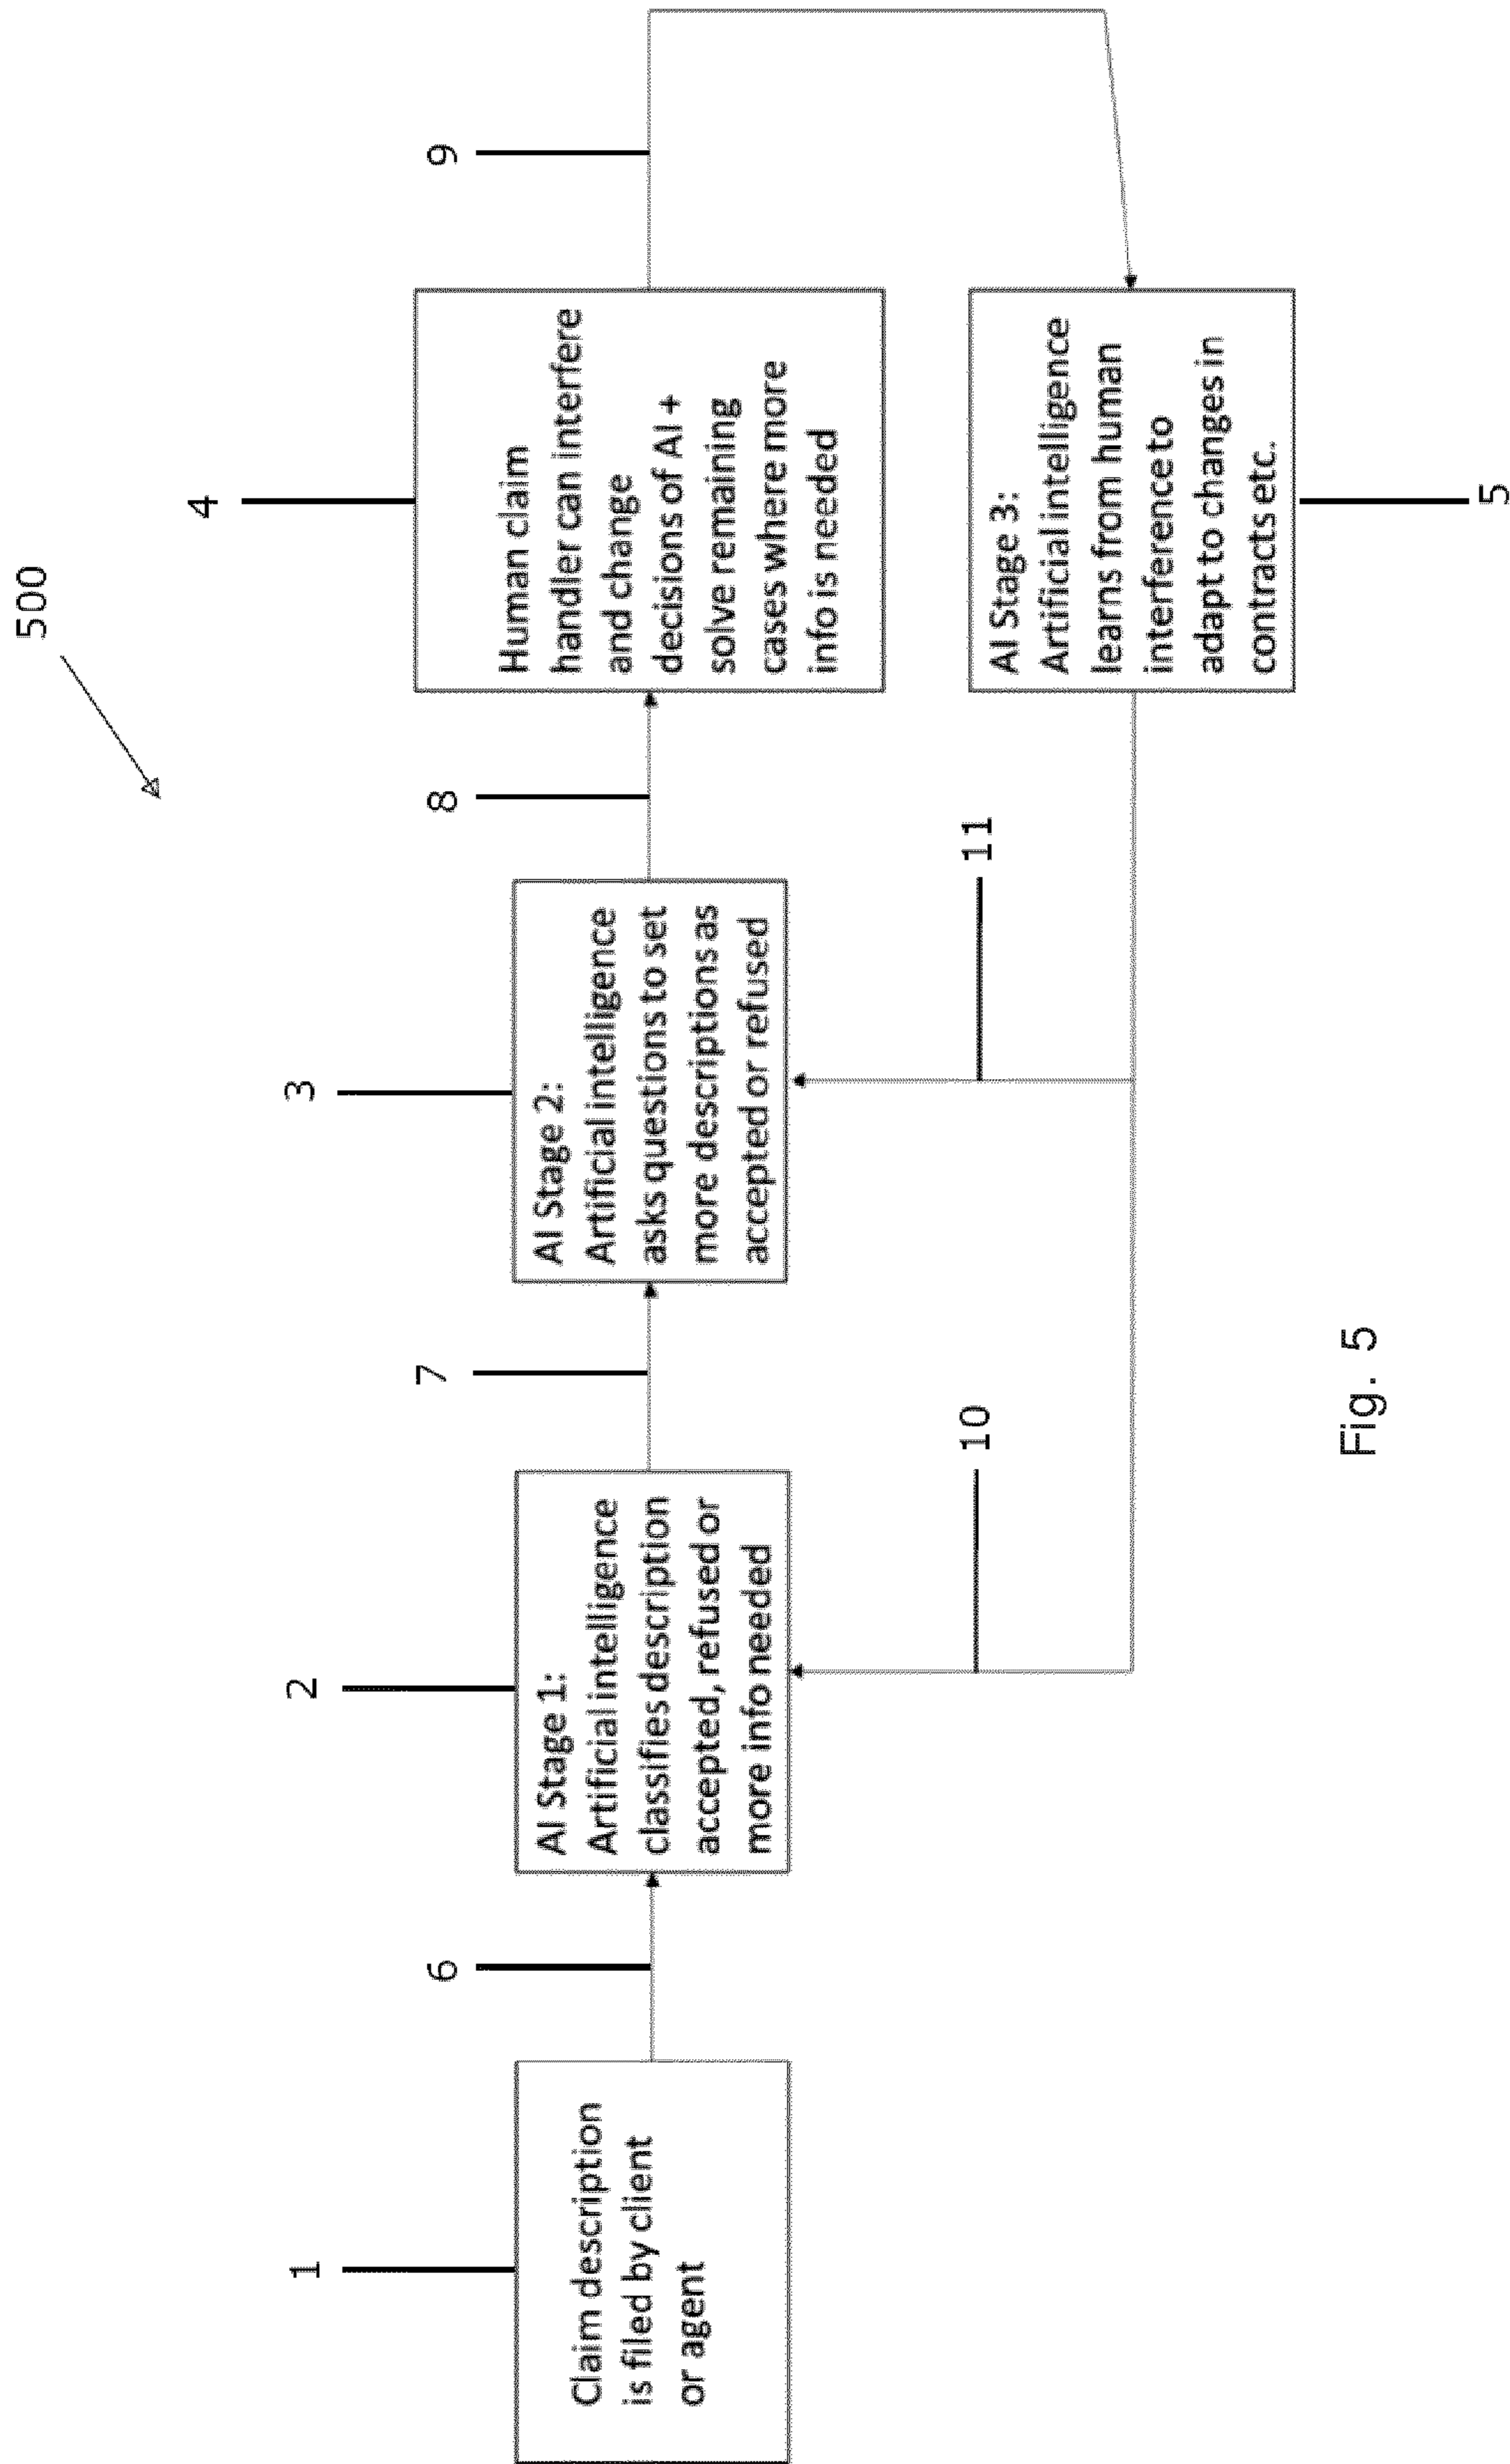 500
1
2
3
4
Claim description
is filed by client
or agent
6
AI Stage 1:
Artificial intelligence
classifies description
accepted, refused or
more info needed
7
AI Stage 2:
Artificial intelligence
asks questions to set
more descriptions as
accepted or refused
8
Human claim
handler can interfere
and change
decisions of AI +
solve remaining
cases where more
info is needed
9
10
11
AI Stage 3:
Artificial intelligence
learns from human
interference to
adapt to changes in
contracts etc.
5
Fig. 5